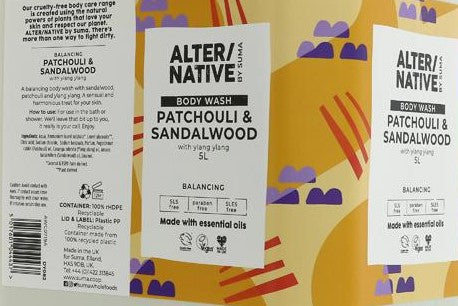 Our cruelty-free body care range
is created using the natural
powers of plants that love your
skin and respect our planet.
ALTER/NATIVE by Suma. There's
more than one way to fight dirty.
BALANCING
PATCHOULI &
SANDALWOOD
with ylang ylang
A balancing body wash with sandalwood,
patchouli and ylang ylang. A sensual and
harmonious treat for your skin.
How to use: For use in the bath or
shower. We'll leave that bit up to you,
it really is your call. Enjoy.
CONTAINER: 100% HDPE
Recyclable
LID & LABEL: Plastic PP
Recyclable
Container made from
100% recycled plastic
Made in the UK
for Suma, Elland,
HX5 9DB, UK.
Tel: +44 (0)422 313845
www.suma.coop
@sumawholefoods
ALTER/
NATIVE
BY SUMA
BODY WASH
PATCHOULI &
SANDALWOOD
with ylang ylang
5L
BALANCING
SLS
free
paraben
free
SLES
free
Made with essential oils
ALTER/
NATIVE
BY SUMA
BODY WASH
PATCHOULI &
SANDALWOOD
with ylang ylang
5L
BALANCING
SLS
free
paraben
free
SLES
free
Made with essential oils